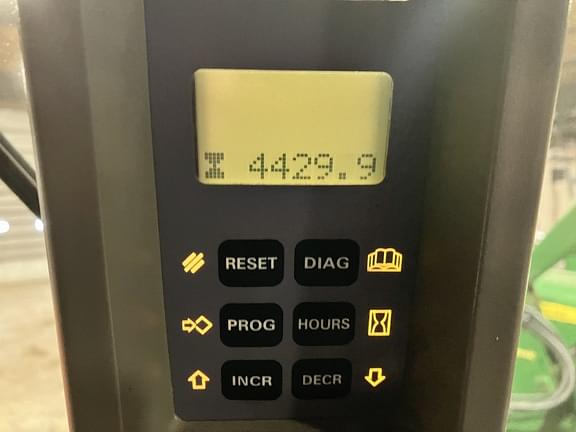 4429.9
RESET DIAG
PROG HOURS
INCR DECR